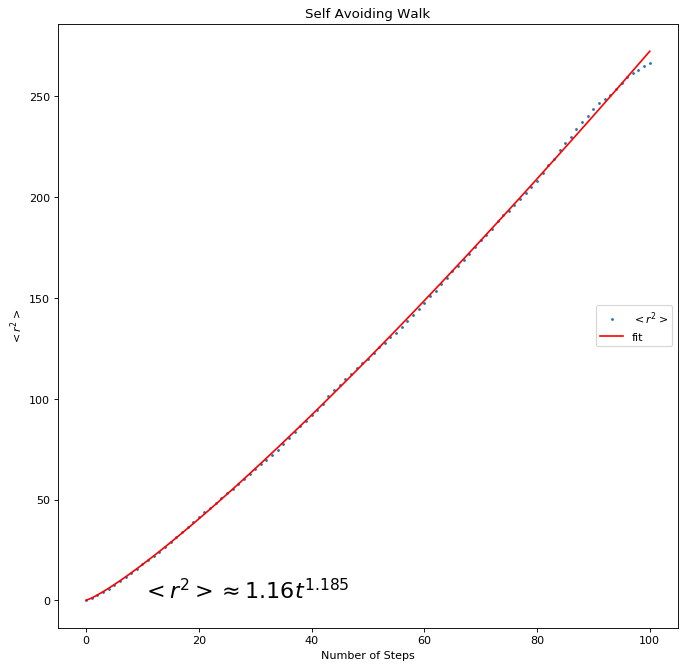 Self Avoiding Walk
<r²>
250
200
150
100
50
0
<r²>
fit
<r²>≈1.16t^1.185
0 20 40 60 80 100
Number of Steps